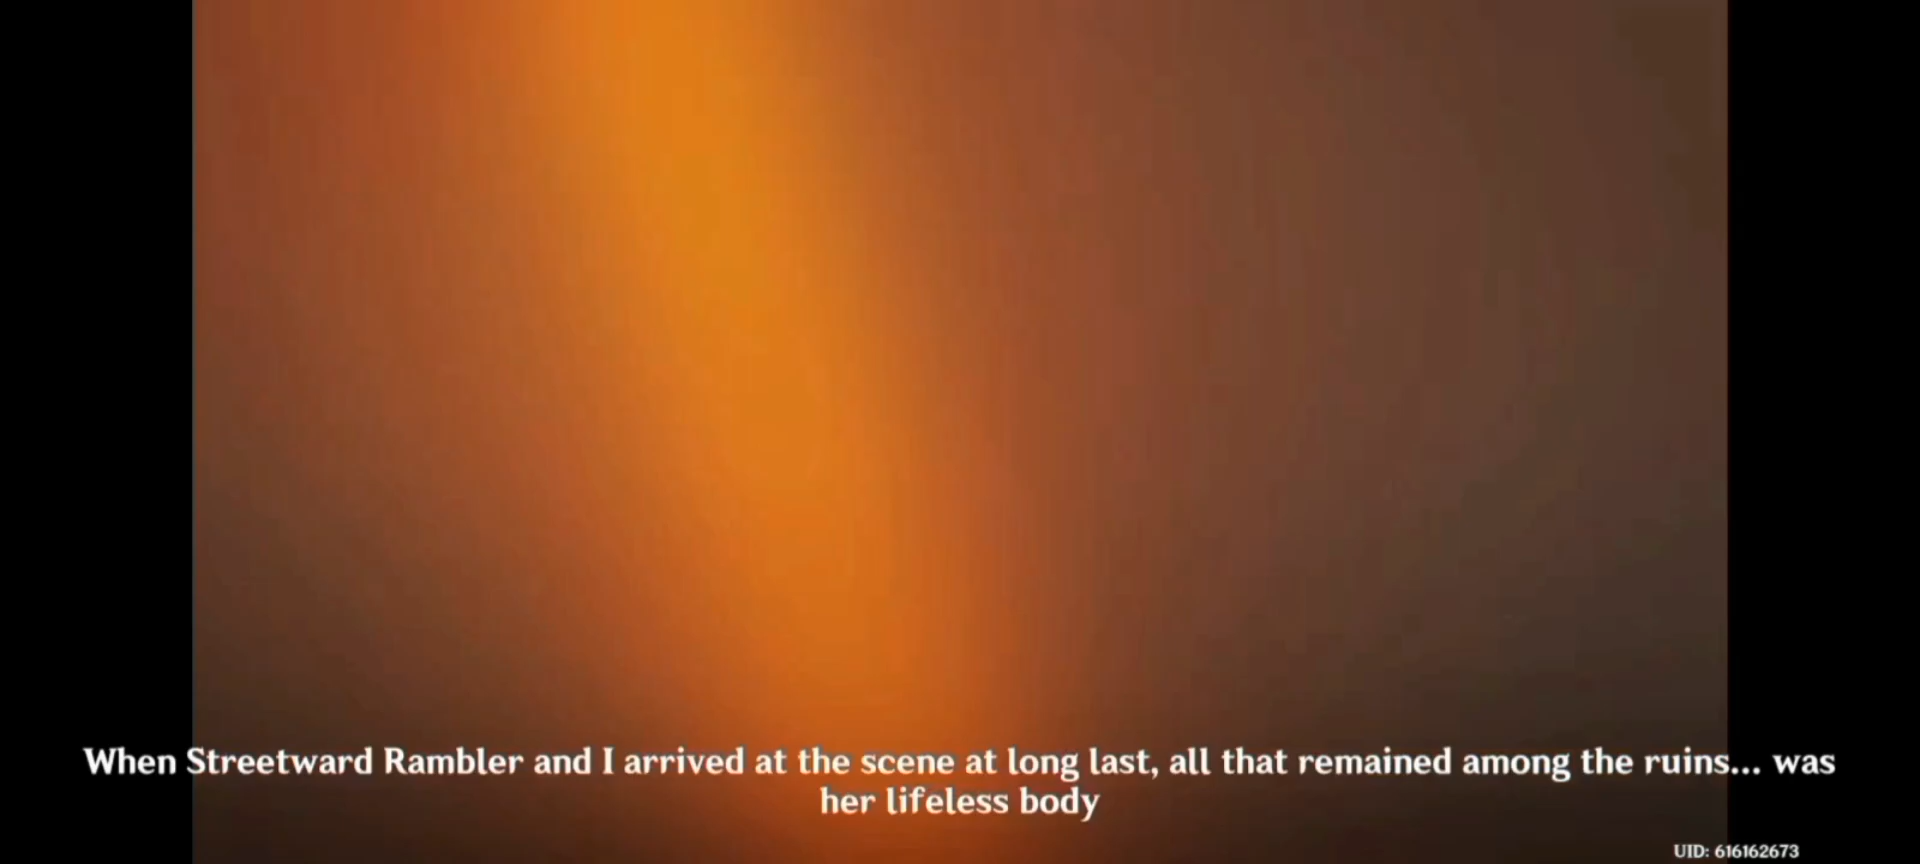 When Streetward Rambler and I arrived at the scene at long last, all that remained among the ruins... was
her lifeless body
UID: 616162673